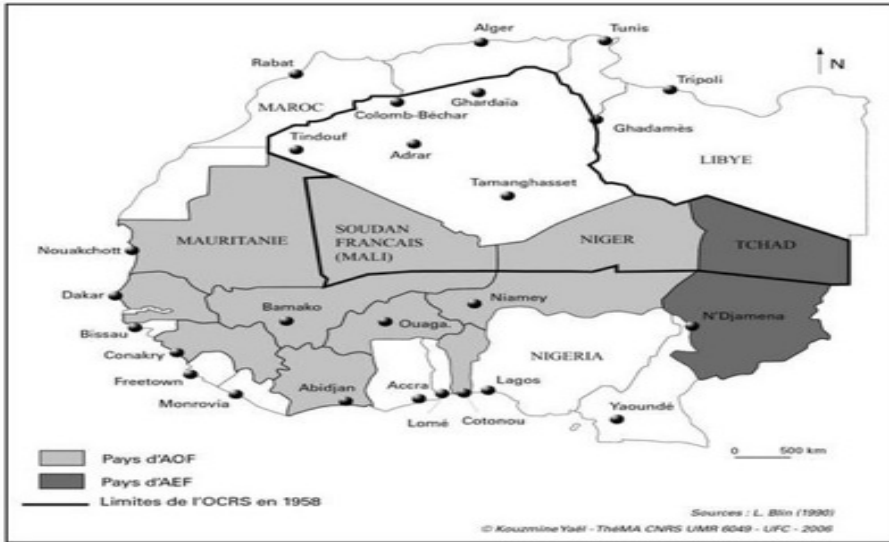 Alger
Tunis
Rabat
N
Tripoli
MAROC
Ghardaïa
Colomb-Béchar
Ghadamès
Tindouf
Adrar
LIBYE
Tamanghasset
Nouakchott
MAURITANIE
SOUDAN
FRANCAIS
(MALI)
NIGER
TCHAD
Dakar
Bamako
Niamey
Bissau
Ouaga.
N'Djamena
Conakry
NIGERIA
Freetown
Abidjan
Accra
Lagos
Monrovia
Lomé
Cotonou
Yaoundé
Pays d'AOF
0 500 km
Pays d'AEF
Limites de l'OCRS en 1958
Sources : L. Blin (1990)
© Kouzmine Yaël - ThéMA CNRS UMR 6049 - UFC - 2006